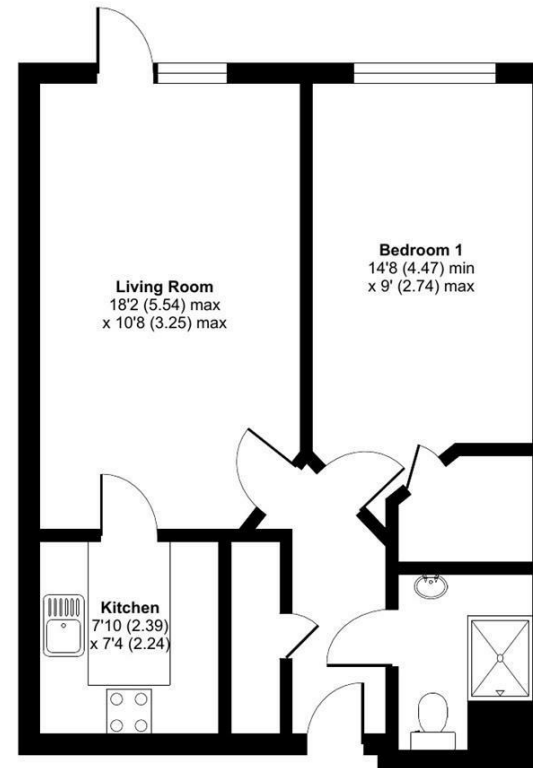 Living Room
18'2 (5.54) max
x 10'8 (3.25) max
Bedroom 1
14'8 (4.47) min
x 9' (2.74) max
Kitchen
7'10 (2.39)
x 7'4 (2.24)